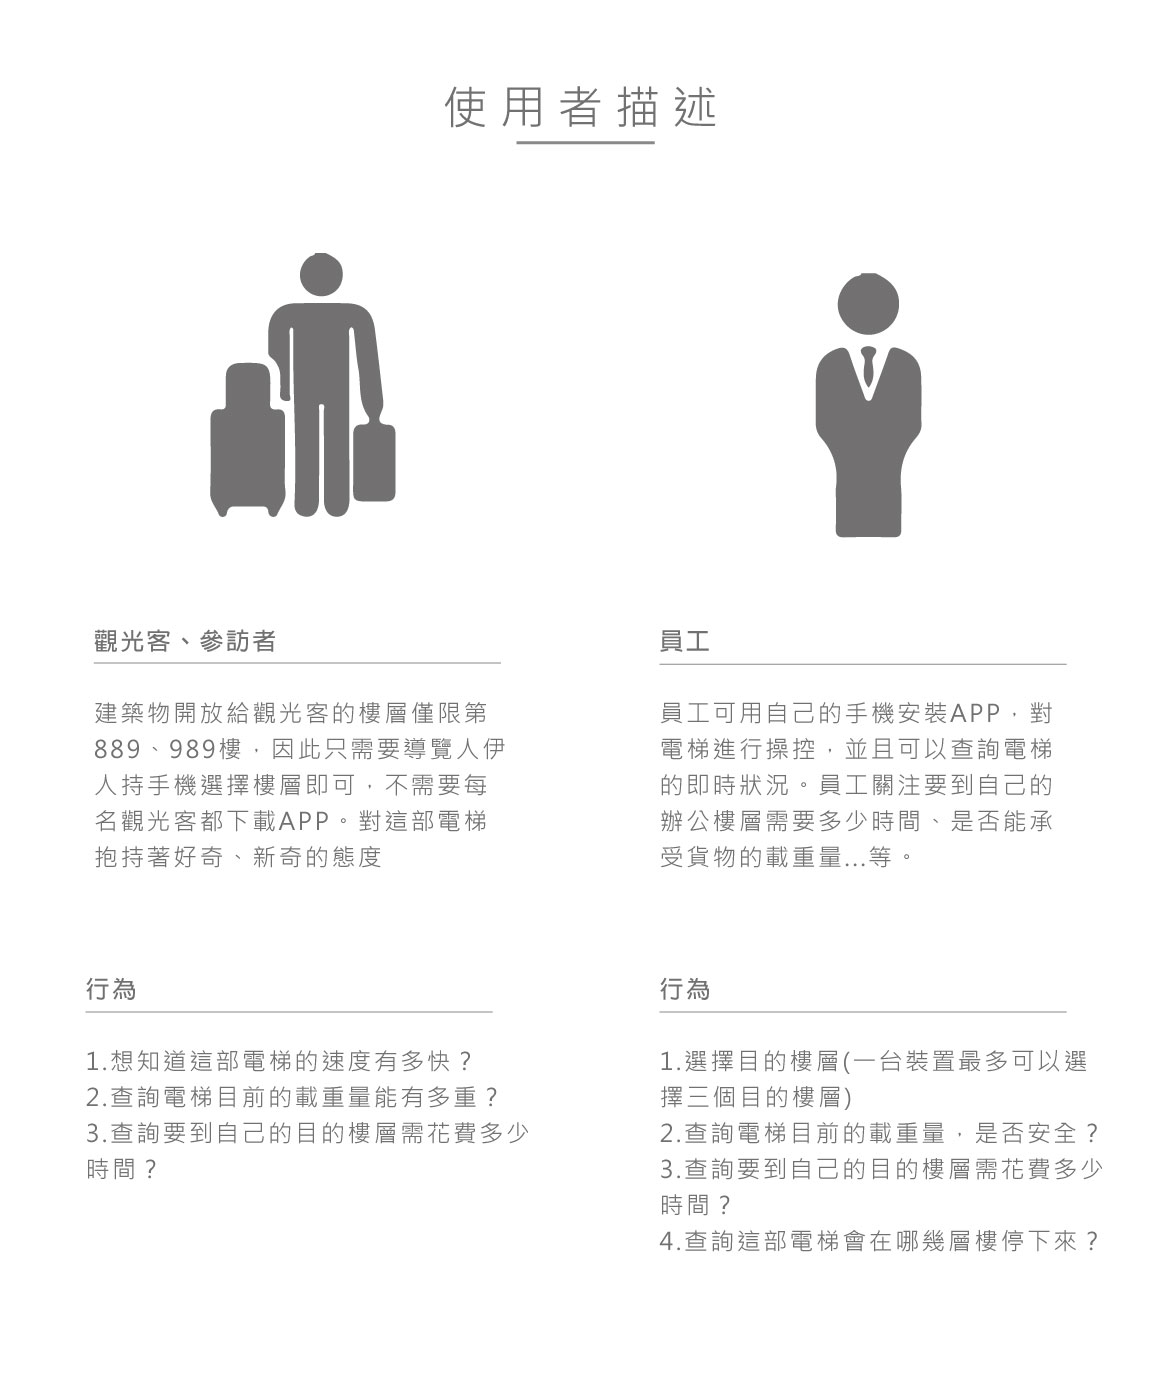 使用者描述
觀光客、參訪者
建築物開放給觀光客的樓層僅限第
889、989樓，因此只需要導覽人伊
人持手機選擇樓層即可，不需要每
名觀光客都下載APP。對這部電梯
抱持著好奇、新奇的態度
行為
1.想知道這部電梯的速度有多快？
2.查詢電梯目前的載重量能有多重？
3.查詢要到自己的目的樓層需花費多少
時間？
員工
員工可用自己的手機安裝APP，對
電梯進行操控，並且可以查詢電梯
的即時狀況。員工關注要到自己的
辦公樓層需要多少時間、是否能承
受貨物的載重量...等。
行為
1.選擇目的樓層(一台裝置最多可以選
擇三個目的樓層)
2.查詢電梯目前的載重量，是否安全？
3.查詢要到自己的目的樓層需花費多少
時間？
4.查詢這部電梯會在哪幾層樓停下來？